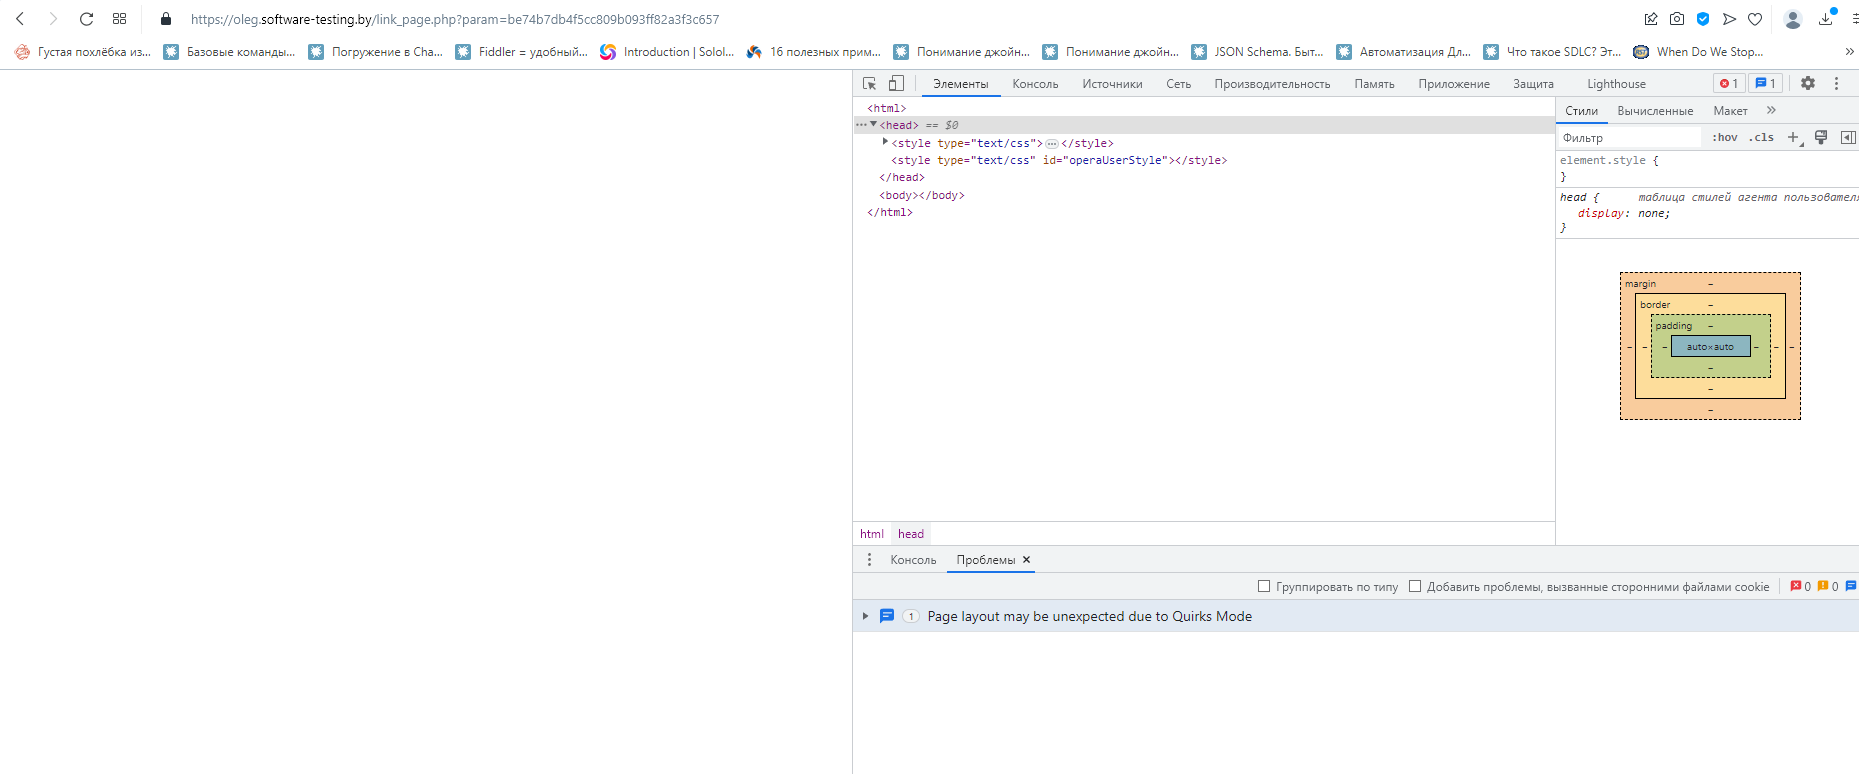 https://oleg.software-testing.by/link_page.php?param=be74b7db4f5cc809b093ff82a3f3c657
Густая похлёбка из... Базовые команды... Погружение в Cha... Fiddler = удобный... Introduction | Solol... 16 полезных прим... Понимание джойн... Понимание джойн... JSON Schema. Быт... Автоматизация Дл... Что такое SDLC? Эт... When Do We Stop... »
Элементы Консоль Источники Сеть Производительность Память Приложение Защита Lighthouse 1 1
<html>
<head> == $0
<style type="text/css">…</style>
<style type="text/css" id="operaUserStyle"></style>
</head>
<body></body>
</html>
Стили Вычисленные Макет »
Фильтр :hov .cls +
element.style {
}
head { таблица стилей агента пользователя
display: none;
}
margin –
border –
padding –
– – – auto×auto – – –
–
–
–
html head
Консоль Проблемы ×
Группировать по типу Добавить проблемы, вызванные сторонними файлами cookie 0 0
1 Page layout may be unexpected due to Quirks Mode